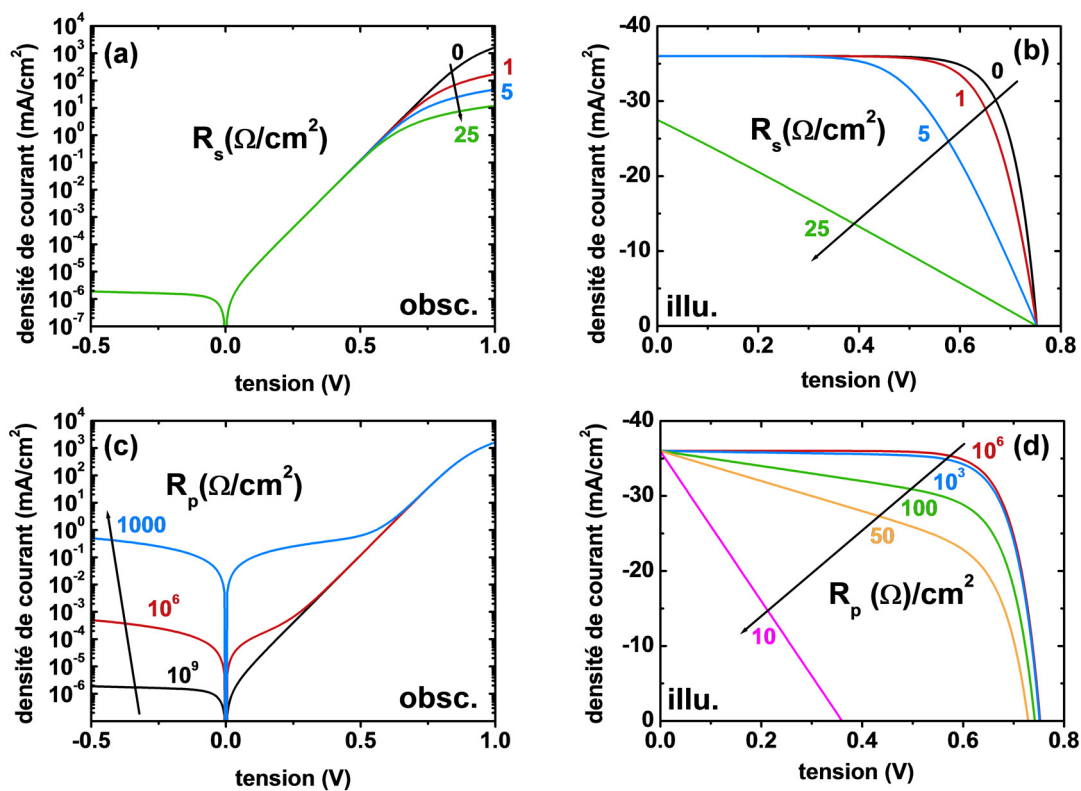 (a)
densité de courant (mA/cm²)
10⁴
10³
10²
10¹
10⁰
10⁻¹
10⁻²
10⁻³
10⁻⁴
10⁻⁵
10⁻⁶
10⁻⁷
Rₛ(Ω/cm²)
0
1
5
25
obsc.
-0.5 0.0 0.5 1.0
tension (V)
(b)
densité de courant (mA/cm²)
-40
-30
-20
-10
0
Rₛ(Ω/cm²)
0
1
5
25
illu.
0.0 0.2 0.4 0.6 0.8
tension (V)
(c)
densité de courant (mA/cm²)
10⁴
10³
10²
10¹
10⁰
10⁻¹
10⁻²
10⁻³
10⁻⁴
10⁻⁵
10⁻⁶
Rₚ(Ω/cm²)
1000
10⁶
10⁹
obsc.
-0.5 0.0 0.5 1.0
tension (V)
(d)
densité de courant (mA/cm²)
-40
-30
-20
-10
0
10⁶
10³
100
50
Rₚ (Ω)/cm²
10
illu.
0.0 0.2 0.4 0.6 0.8
tension (V)